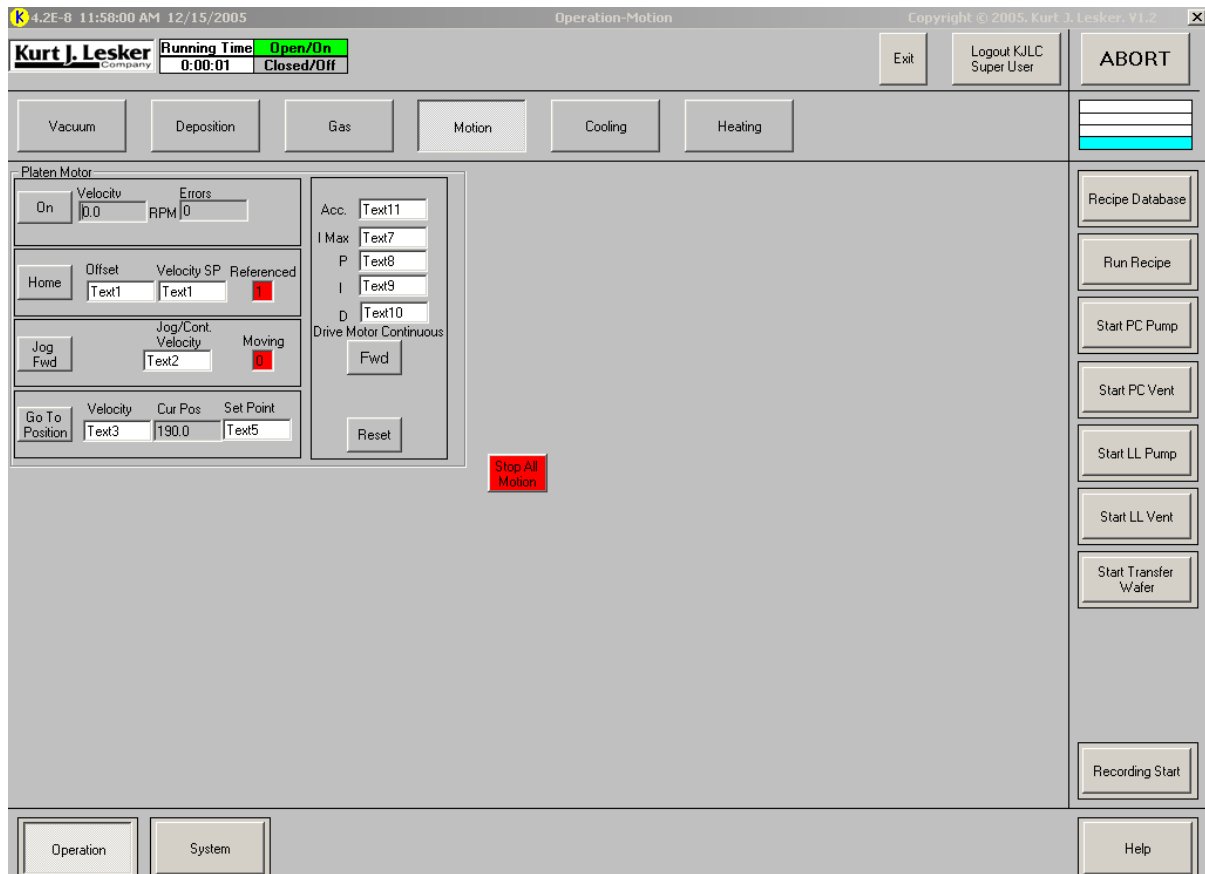 K 4.2E-8 11:58:00 AM 12/15/2005 Operation-Motion Copyright © 2005, Kurt J. Lesker. V1.2 X
Kurt J. Lesker
Company
Running Time Open/On
0:00:01 Closed/Off
Exit
Logout KJLC
Super User
ABORT
Vacuum Deposition Gas Motion Cooling Heating
Platen Motor
On
Velocity Errors
0.0 RPM 0
Home
Offset Velocity SP Referenced
Text1 Text1 1
Jog
Fwd
Jog/Cont.
Velocity Moving
Text2 0
Go To
Position
Velocity Cur Pos Set Point
Text3 190.0 Text5
Acc. Text11
I Max Text7
P Text8
I Text9
D Text10
Drive Motor Continuous
Fwd
Reset
Stop All
Motion
Recipe Database
Run Recipe
Start PC Pump
Start PC Vent
Start LL Pump
Start LL Vent
Start Transfer
Wafer
Recording Start
Operation System Help